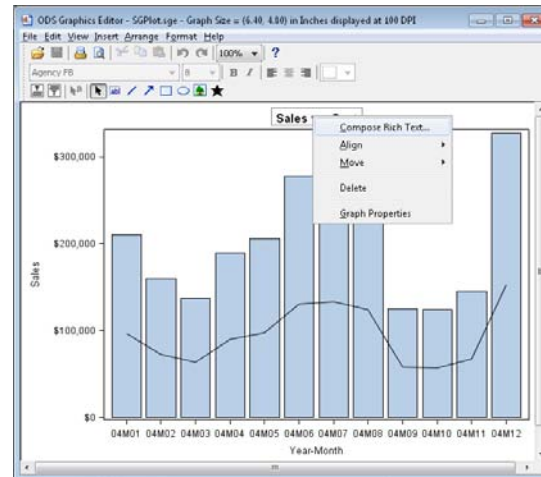 ODS Graphics Editor - SGPlot.sge - Graph Size = (6.40, 4.80) in Inches displayed at 100 DPI
File Edit View Insert Arrange Format Help
100% ?
Agency FB 8 B I
abl
Sales
Compose Rich Text...
Align
Move
Delete
Graph Properties
$300,000
$200,000
$100,000
$0
Sales
04M01 04M02 04M03 04M04 04M05 04M06 04M07 04M08 04M09 04M10 04M11 04M12
Year-Month